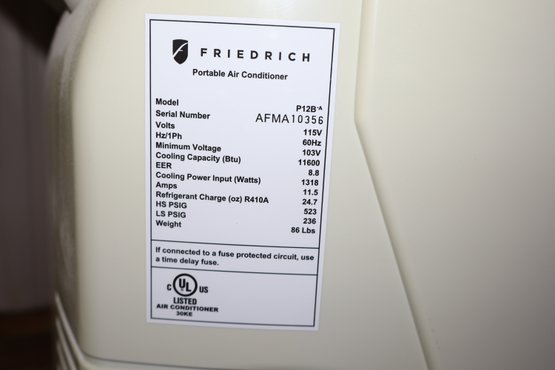 FRIEDRICH
Portable Air Conditioner
Model P12B-A
Serial Number AFMA10356
Volts 115V
Hz/1Ph 60Hz
Minimum Voltage 103V
Cooling Capacity (Btu) 11600
EER 8.8
Cooling Power Input (Watts) 1318
Amps 11.5
Refrigerant Charge (oz) R410A 24.7
HS PSIG 523
LS PSIG 236
Weight 86 Lbs
If connected to a fuse protected circuit, use
a time delay fuse.
C UL US
LISTED
AIR CONDITIONER
30KE